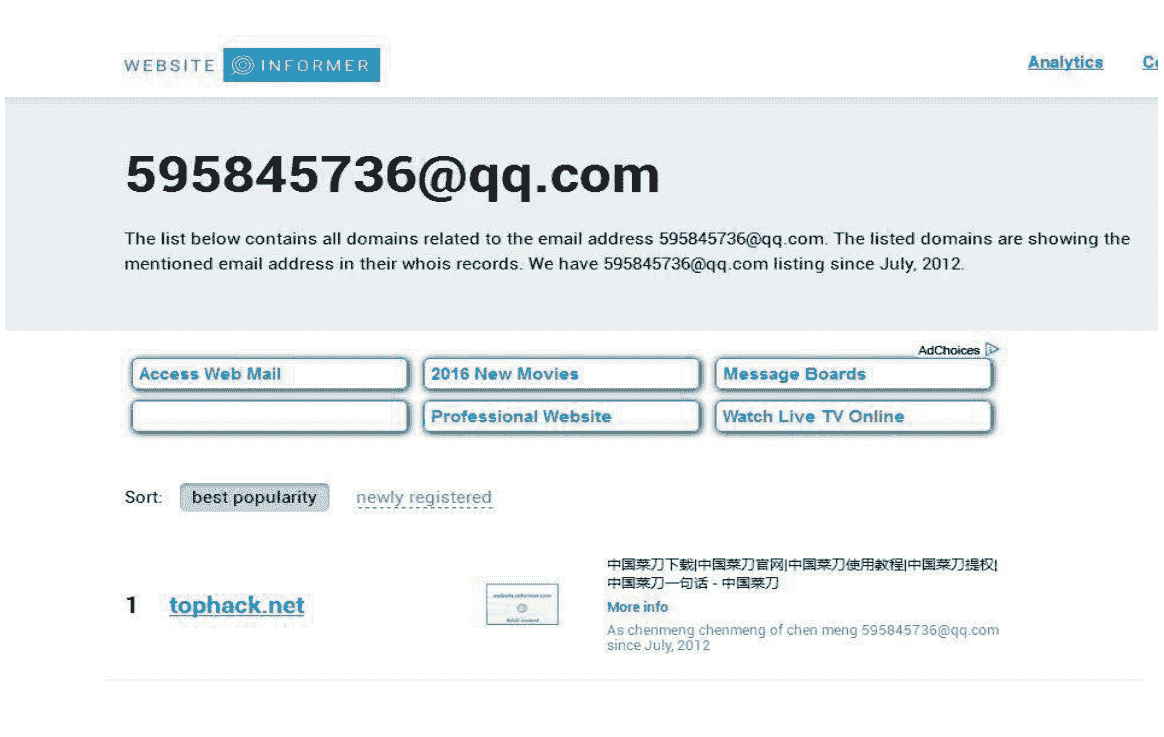 WEBSITE INFORMER
Analytics
595845736@qq.com
The list below contains all domains related to the email address 595845736@qq.com. The listed domains are showing the
mentioned email address in their whois records. We have 595845736@qq.com listing since July, 2012.
AdChoices
Access Web Mail
2016 New Movies
Message Boards
Professional Website
Watch Live TV Online
Sort: best popularity newly registered
中国菜刀下载|中国菜刀官网|中国菜刀使用教程|中国菜刀提权|
中国菜刀一句话 - 中国菜刀
1 tophack.net
website.informer.com
Adult content
More info
As chenmeng chenmeng of chen meng 595845736@qq.com
since July, 2012